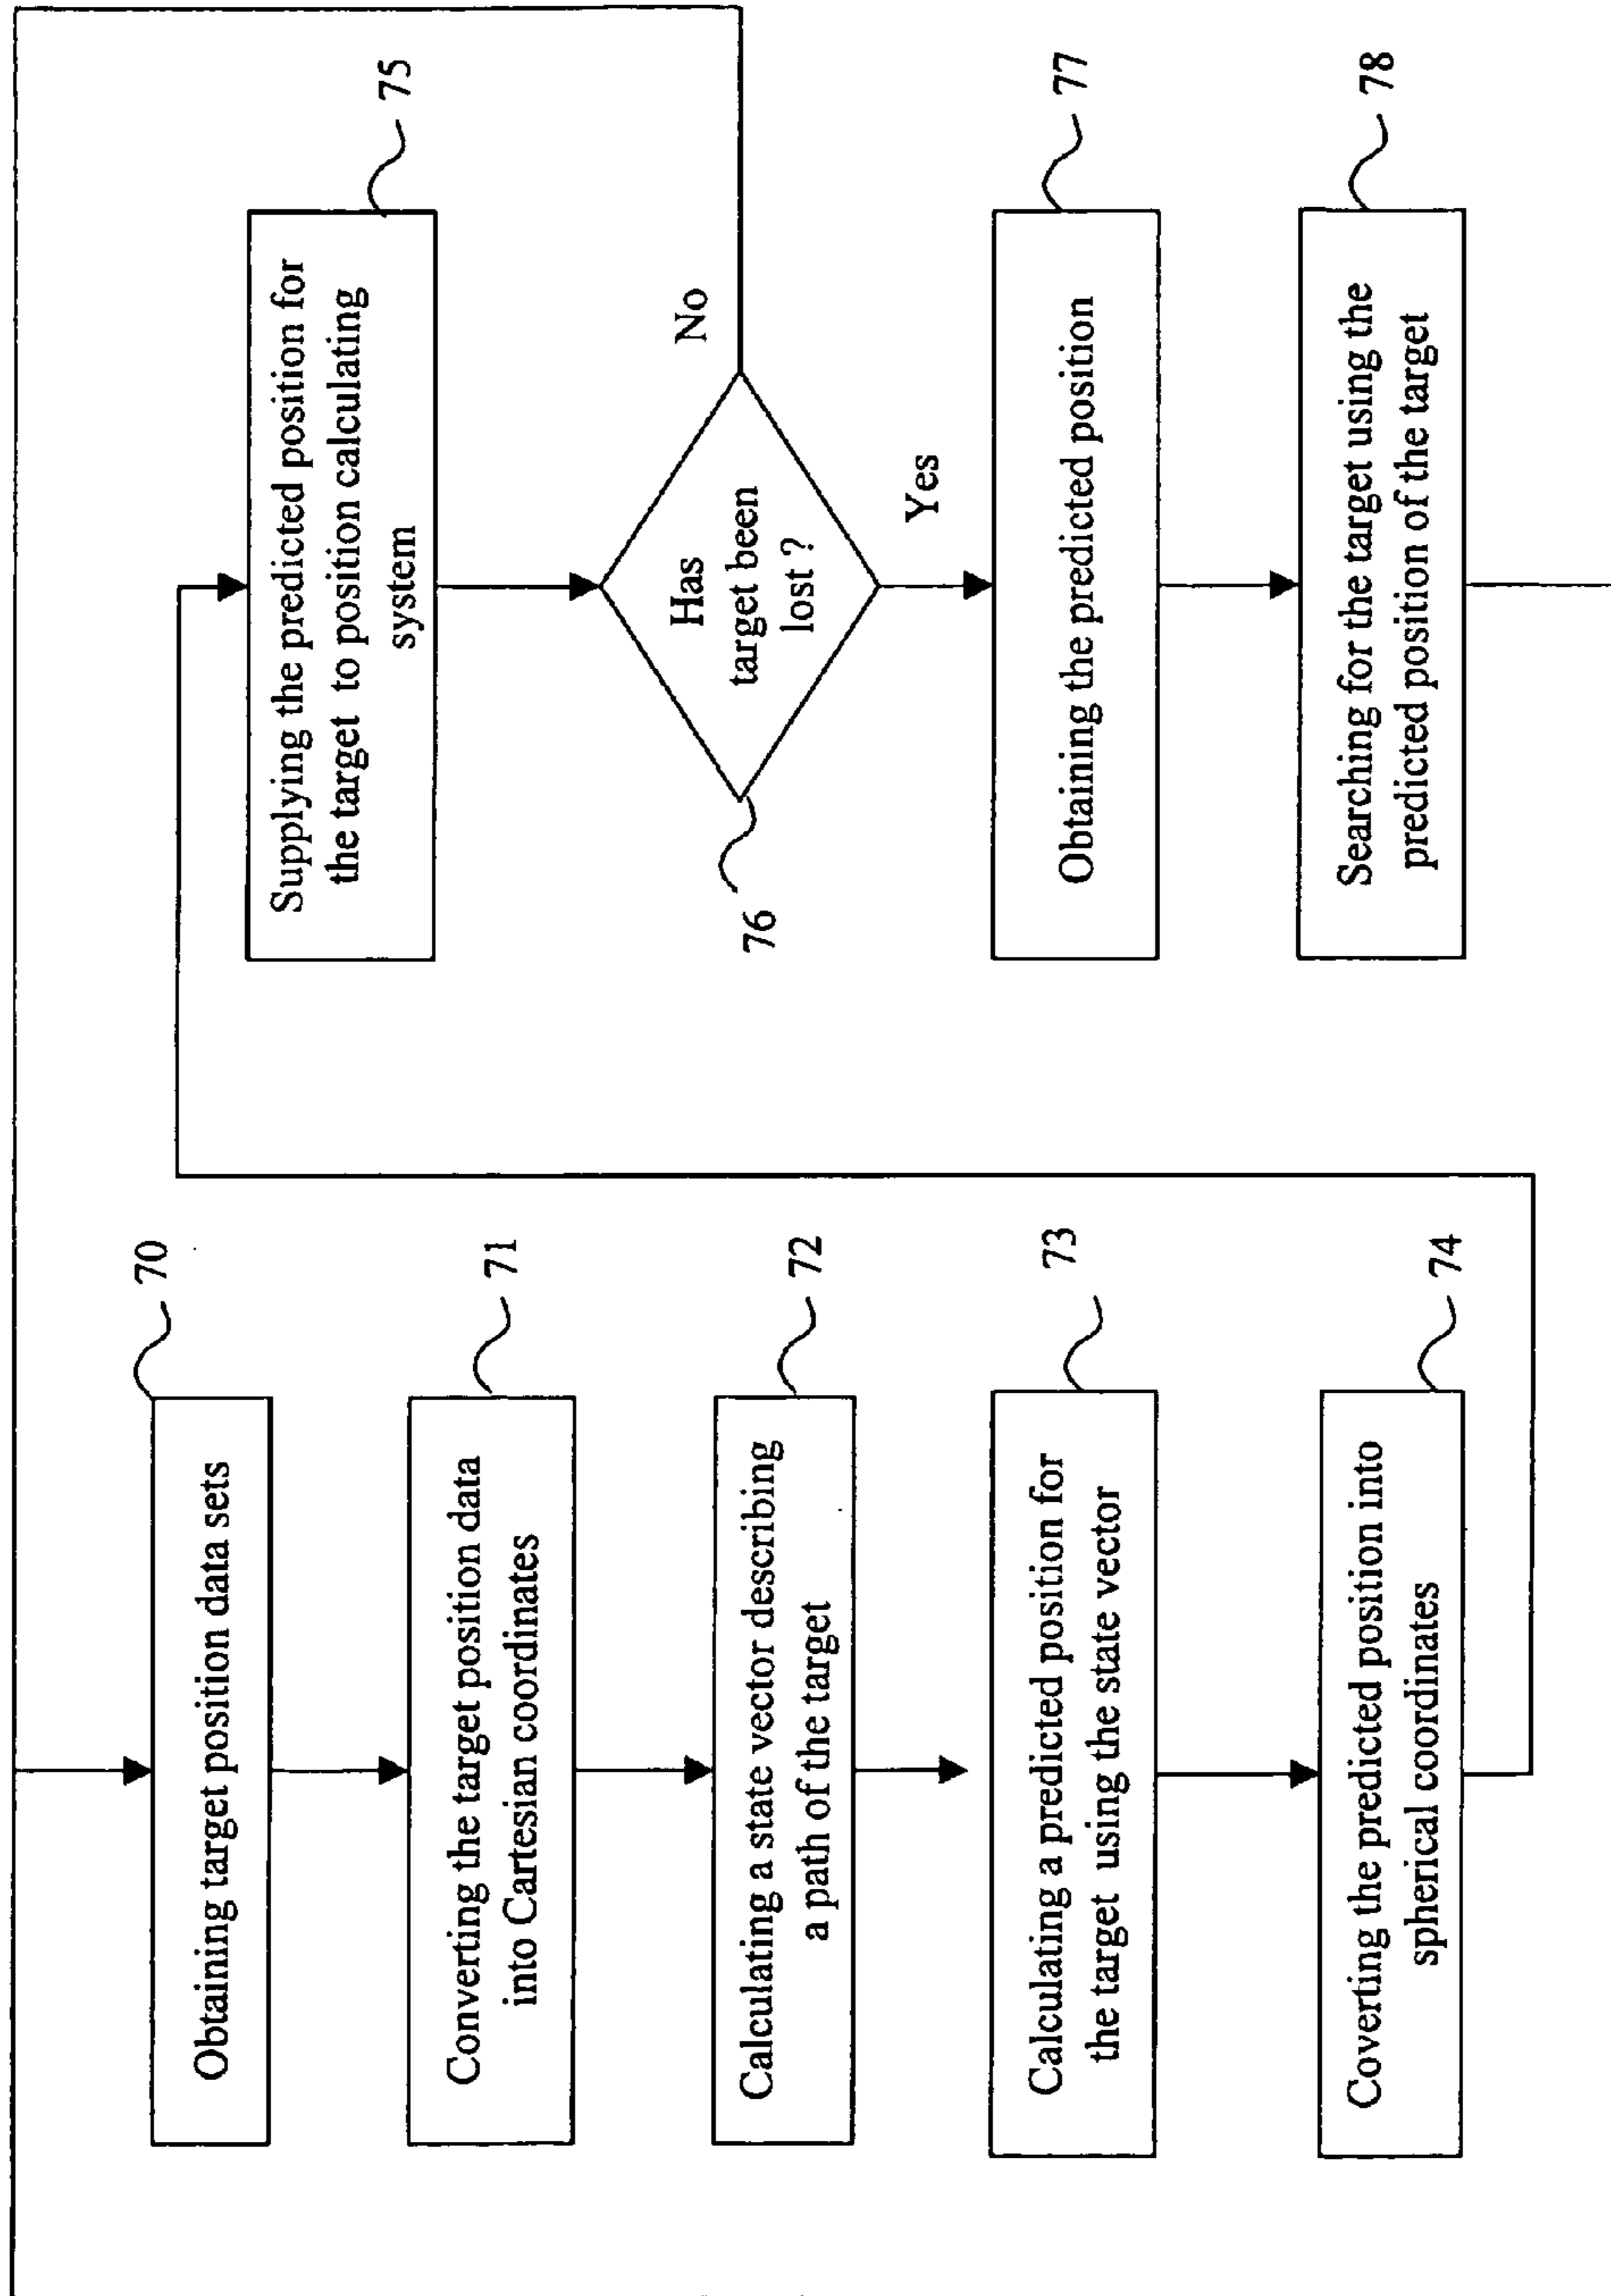 70
Obtaining target position data sets
71
Converting the target position data
into Cartesian coordinates
72
Calculating a state vector describing
a path of the target
73
Calculating a predicted position for
the target using the state vector
74
Coverting the predicted position into
spherical coordinates
75
Supplying the predicted position for
the target to position calculating
system
76
Has
target been
lost ?
No
Yes
77
Obtaining the predicted position
78
Searching for the target using the
predicted position of the target